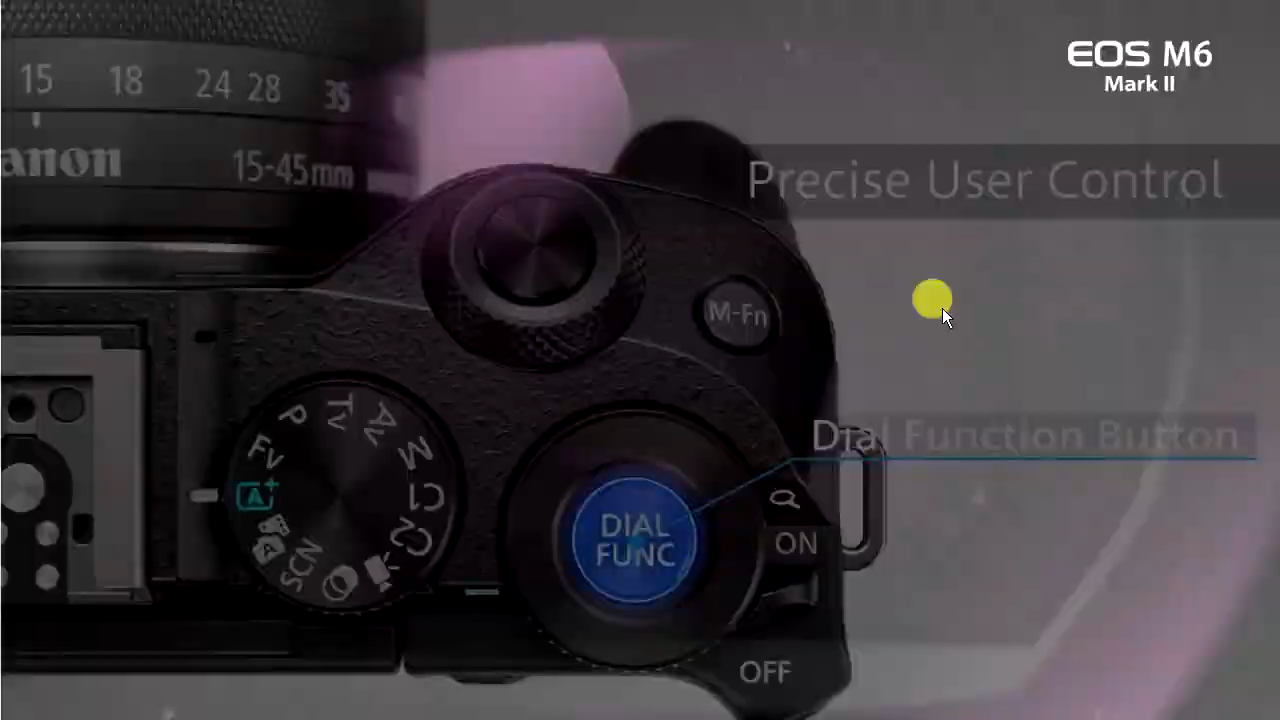 EOS M6
Mark II
15 18 24 28 35
anon
15-45mm
Precise User Control
M-Fn
Dial Function Button
P Tv Av M C1 C2
Fv
A+
A
SCN
DIAL
FUNC
ON
OFF